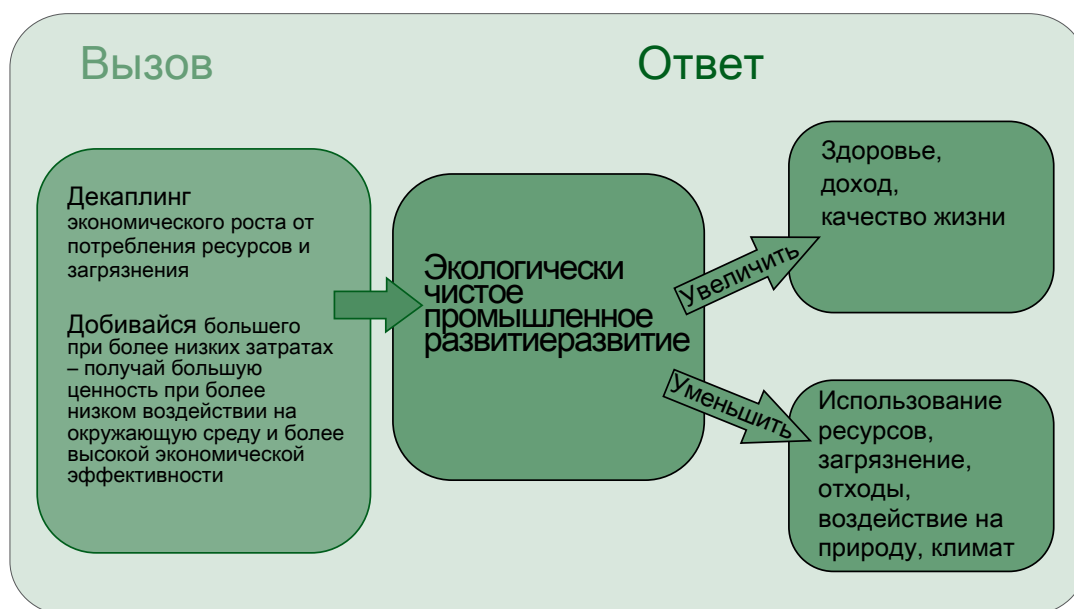 Вызов
Ответ
Декаплинг
экономического роста от
потребления ресурсов и
загрязнения
Добивайся большего
при более низких затратах
– получай большую
ценность при более
низком воздействии на
окружающую среду и более
высокой экономической
эффективности
Экологически
чистое
промышленное
развитиеразвитие
Увеличить
Здоровье,
доход,
качество жизни
Уменьшить
Использование
ресурсов,
загрязнение,
отходы,
воздействие на
природу, климат